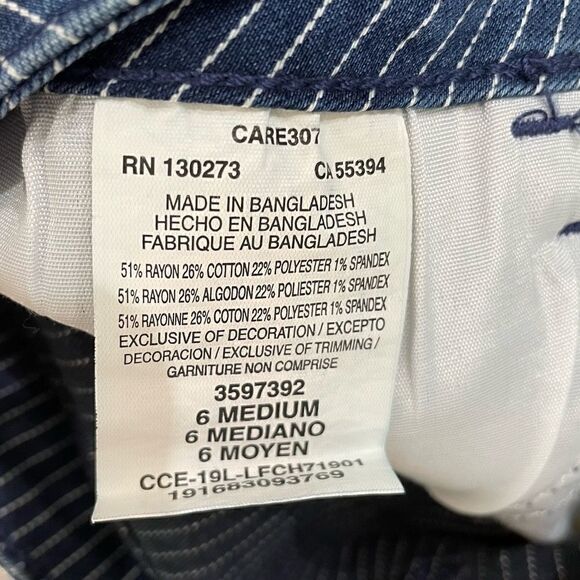 CARE307
RN 130273 CA 55394
MADE IN BANGLADESH
HECHO EN BANGLADESH
FABRIQUE AU BANGLADESH
51% RAYON 26% COTTON 22% POLYESTER 1% SPANDEX
51% RAYON 26% ALGODON 22% POLIESTER 1% SPANDEX
51% RAYONNE 26% COTON 22% POLYESTER 1% SPANDEX
EXCLUSIVE OF DECORATION / EXCEPTO
DECORACION / EXCLUSIVE OF TRIMMING /
GARNITURE NON COMPRISE
3597392
6 MEDIUM
6 MEDIANO
6 MOYEN
CCE-19L-LFCH71901
191683093769